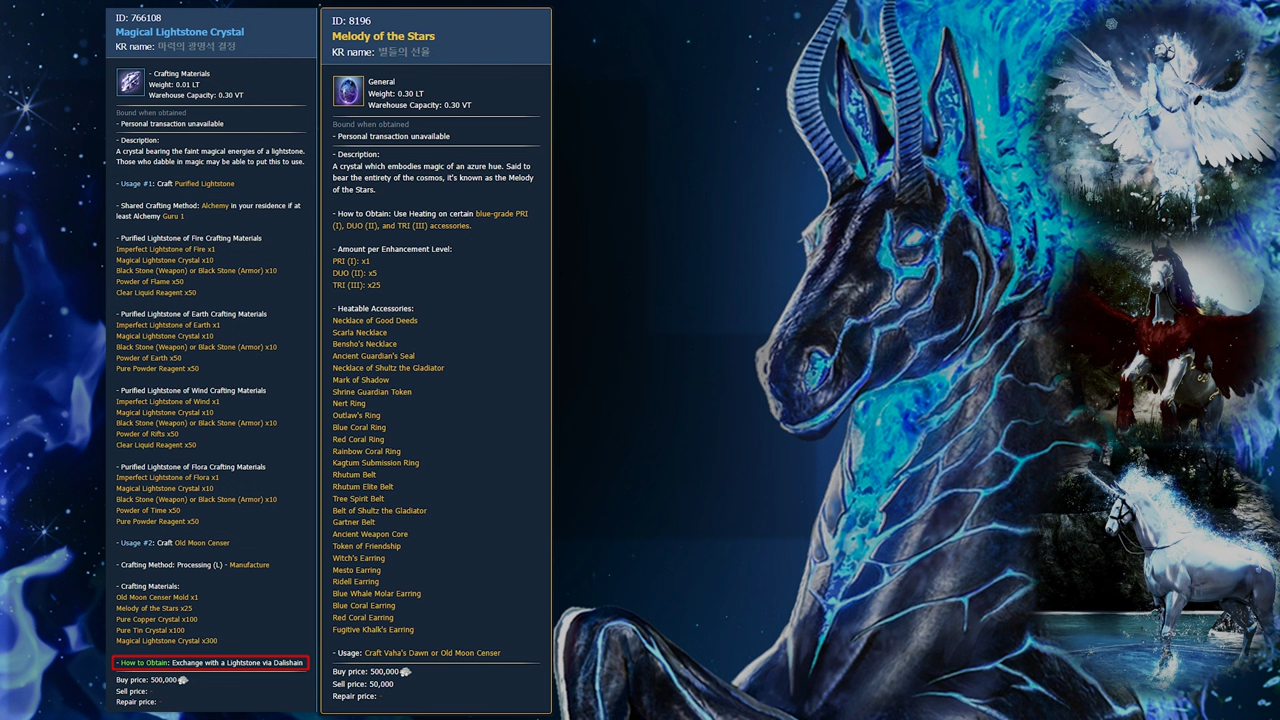 ID: 766108
Magical Lightstone Crystal
KR name: 마력의 광명석 결정
- Crafting Materials
Weight: 0.01 LT
Warehouse Capacity: 0.30 VT
Bound when obtained
- Personal transaction unavailable
- Description:
A crystal bearing the faint magical energies of a lightstone.
Those who dabble in magic may be able to put this to use.
- Usage #1: Craft Purified Lightstone
- Shared Crafting Method: Alchemy in your residence if at
least Alchemy Guru 1
- Purified Lightstone of Fire Crafting Materials
Imperfect Lightstone of Fire x1
Magical Lightstone Crystal x10
Black Stone (Weapon) or Black Stone (Armor) x10
Powder of Flame x50
Clear Liquid Reagent x50
- Purified Lightstone of Earth Crafting Materials
Imperfect Lightstone of Earth x1
Magical Lightstone Crystal x10
Black Stone (Weapon) or Black Stone (Armor) x10
Powder of Earth x50
Pure Powder Reagent x50
- Purified Lightstone of Wind Crafting Materials
Imperfect Lightstone of Wind x1
Magical Lightstone Crystal x10
Black Stone (Weapon) or Black Stone (Armor) x10
Powder of Rifts x50
Clear Liquid Reagent x50
- Purified Lightstone of Flora Crafting Materials
Imperfect Lightstone of Flora x1
Magical Lightstone Crystal x10
Black Stone (Weapon) or Black Stone (Armor) x10
Powder of Time x50
Pure Powder Reagent x50
- Usage #2: Craft Old Moon Censer
- Crafting Method: Processing (L) - Manufacture
- Crafting Materials:
Old Moon Censer Mold x1
Melody of the Stars x25
Pure Copper Crystal x100
Pure Tin Crystal x100
Magical Lightstone Crystal x300
- How to Obtain: Exchange with a Lightstone via Dalishain
Buy price: 500,000
Sell price: -
Repair price: -
ID: 8196
Melody of the Stars
KR name: 별들의 선율
General
Weight: 0.30 LT
Warehouse Capacity: 0.30 VT
Bound when obtained
- Personal transaction unavailable
- Description:
A crystal which embodies magic of an azure hue. Said to
bear the entirety of the cosmos, it's known as the Melody
of the Stars.
- How to Obtain: Use Heating on certain blue-grade PRI
(I), DUO (II), and TRI (III) accessories.
- Amount per Enhancement Level:
PRI (I): x1
DUO (II): x5
TRI (III): x25
- Heatable Accessories:
Necklace of Good Deeds
Scarla Necklace
Bensho's Necklace
Ancient Guardian's Seal
Necklace of Shultz the Gladiator
Mark of Shadow
Shrine Guardian Token
Nert Ring
Outlaw's Ring
Blue Coral Ring
Red Coral Ring
Rainbow Coral Ring
Kagtum Submission Ring
Rhutum Belt
Rhutum Elite Belt
Tree Spirit Belt
Belt of Shultz the Gladiator
Gartner Belt
Ancient Weapon Core
Token of Friendship
Witch's Earring
Mesto Earring
Ridell Earring
Blue Whale Molar Earring
Blue Coral Earring
Red Coral Earring
Fugitive Khalk's Earring
- Usage: Craft Vaha's Dawn or Old Moon Censer
Buy price: 500,000
Sell price: 50,000
Repair price: -